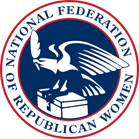 NATIONAL FEDERATION
OF REPUBLICAN WOMEN